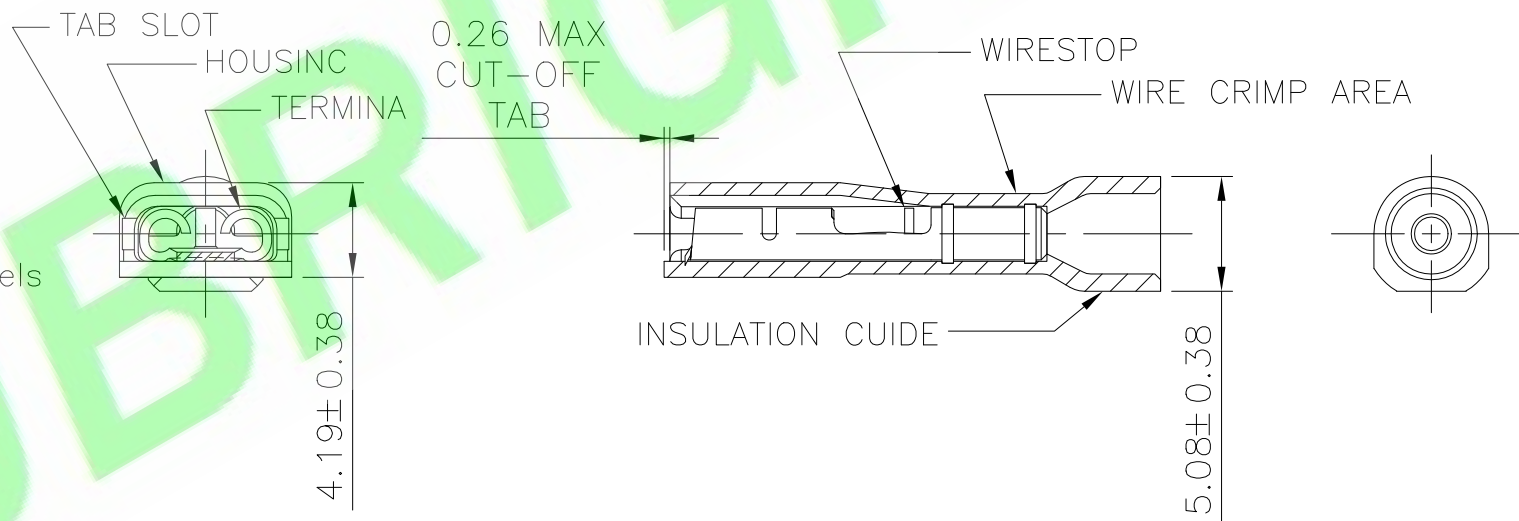 TAB SLOT
HOUSINC
TERMINA
0.26 MAX
CUT-OFF
TAB
WIRESTOP
WIRE CRIMP AREA
els
INSULATION CUIDE
4.19±0.38
5.08±0.38
UBRIG